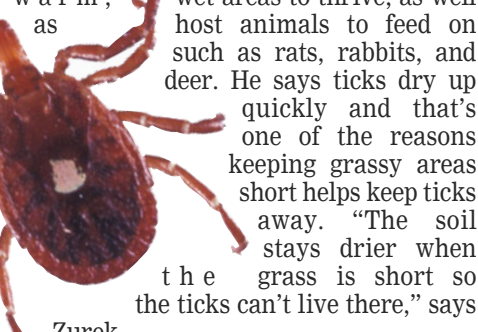 warm, wet areas to thrive, as well
as host animals to feed on
such as rats, rabbits, and
deer. He says ticks dry up
quickly and that's
one of the reasons
keeping grassy areas
short helps keep ticks
away. “The soil
stays drier when
the grass is short so
the ticks can't live there,” says
Zurek